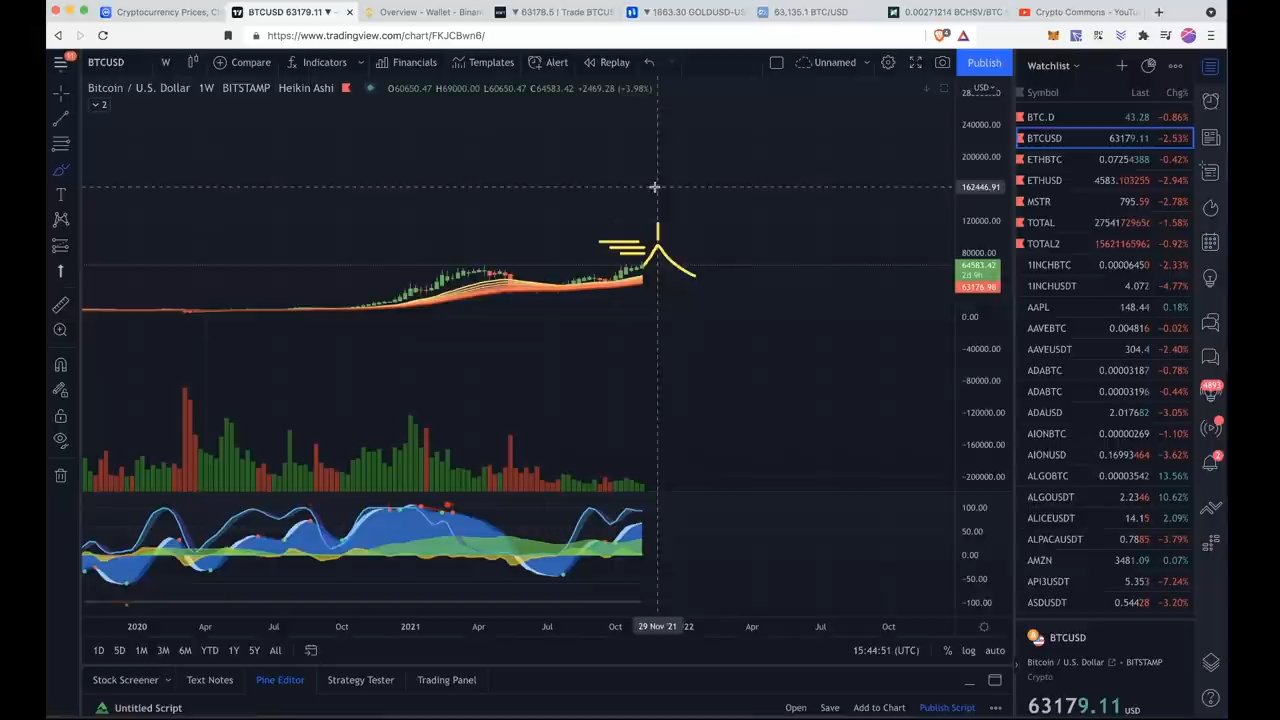 Cryptocurrency Prices, C
BTCUSD 63179.11 ▼
Overview - Wallet - Binan
▼ 63178.5 ! Trade BTCUS
▼ 1863.30 GOLDUSD-US
63,135.1 BTC/USD
0.00271214 BCHSV/BTC
Crypto Commons - YouTu
https://www.tradingview.com/chart/FKJCBwn6/
11
BTCUSD W Compare Indicators Financials Templates Alert Replay Unnamed Publish
Bitcoin / U.S. Dollar 1W BITSTAMP Heikin Ashi O60650.47 H69000.00 L60650.47 C64583.42 +2469.28 (+3.98%)
2
USD
240000.00
200000.00
162446.91
120000.00
80000.00
64583.42
2d 9h
63176.98
0.00
-40000.00
-80000.00
-120000.00
-160000.00
-200000.00
100.00
50.00
0.00
-50.00
-100.00
2020 Apr Jul Oct 2021 Apr Jul Oct 29 Nov '21 22 Apr Jul Oct
1D 5D 1M 3M 6M YTD 1Y 5Y All
15:44:51 (UTC) % log auto
Stock Screener Text Notes Pine Editor Strategy Tester Trading Panel
Untitled Script
Open Save Add to Chart Publish Script
Watchlist
Symbol Last Chg%
BTC.D 43.28 -0.86%
BTCUSD 63179.11 -2.53%
ETHBTC 0.07254388 -0.42%
ETHUSD 4583.103255 -2.94%
MSTR 795.59 -2.78%
TOTAL 2754172965 -1.58%
TOTAL2 15621165962 -0.92%
1INCHBTC 0.0000645 -2.33%
1INCHUSDT 4.072 -4.77%
AAPL 148.44 0.18%
AAVEBTC 0.004816 -0.02%
AAVEUSDT 304.4 -2.40%
ADABTC 0.00003187 -0.78%
ADABTC 0.00003196 -0.44%
ADAUSD 2.017682 -3.05%
AIONBTC 0.00000269 -1.10%
AIONUSD 0.16993464 -3.62%
ALGOBTC 0.00003542 13.56%
ALGOUSDT 2.2346 10.62%
ALICEUSDT 14.15 2.09%
ALPACAUSDT 0.7885 -3.79%
AMZN 3481.09 0.07%
API3USDT 5.353 -7.24%
ASDUSDT 0.54428 -3.20%
4893
2
BTCUSD
Bitcoin / U.S. Dollar BITSTAMP
Crypto
63179.11 USD